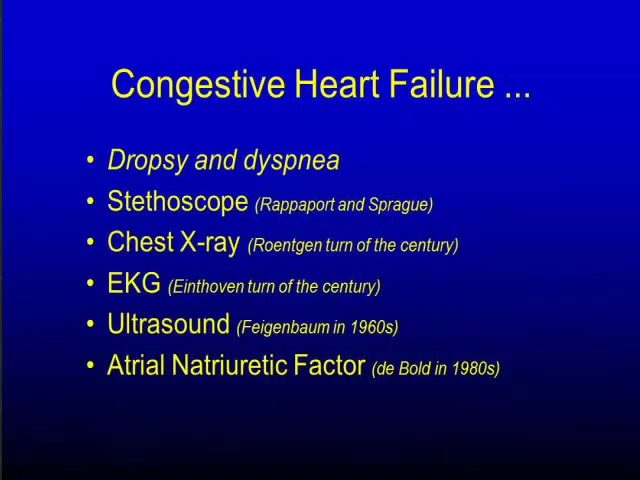 Congestive Heart Failure ...
• Dropsy and dyspnea
• Stethoscope (Rappaport and Sprague)
• Chest X-ray (Roentgen turn of the century)
• EKG (Einthoven turn of the century)
• Ultrasound (Feigenbaum in 1960s)
• Atrial Natriuretic Factor (de Bold in 1980s)